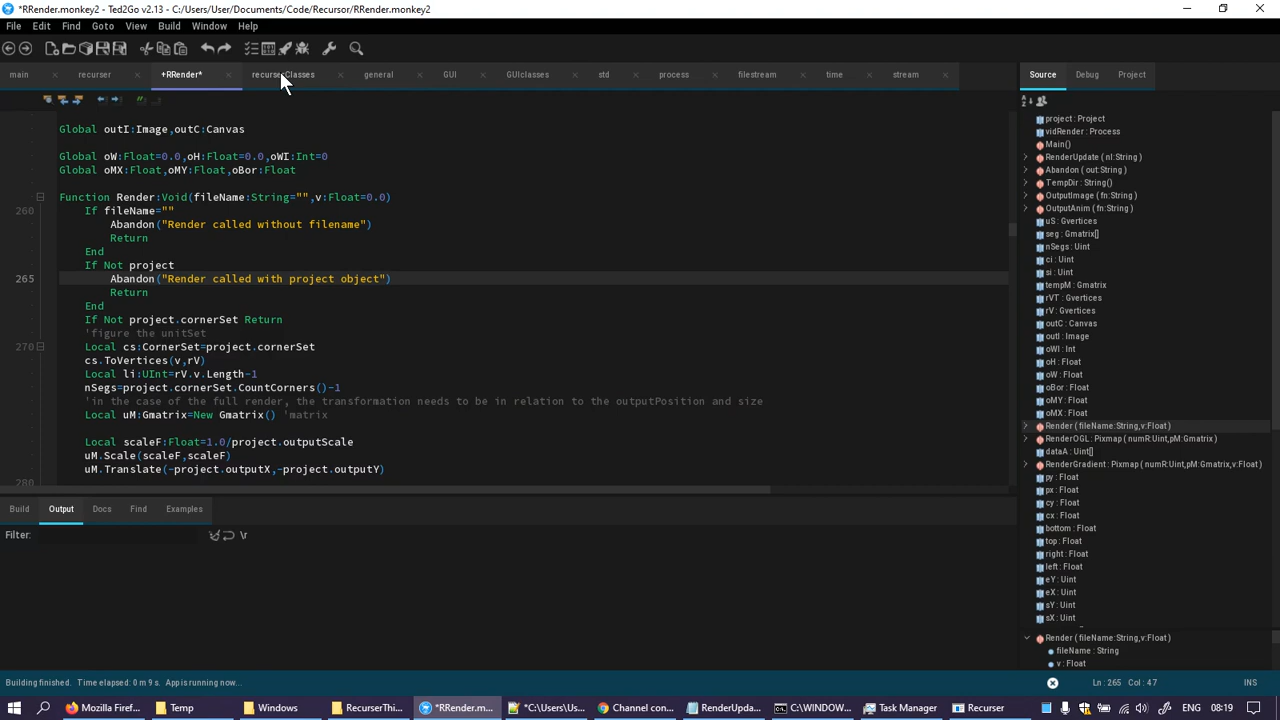 *RRender.monkey2 - Ted2Go v2.13 - C:/Users/User/Documents/Code/Recursor/RRender.monkey2
File Edit Find Goto View Build Window Help
main recurser +RRender* recurserClasses general GUI GUIclasses std process filestream time stream
Source Debug Project
Global outI:Image,outC:Canvas
Global oW:Float=0.0,oH:Float=0.0,oWI:Int=0
Global oMX:Float,oMY:Float,oBor:Float
Function Render:Void(fileName:String="",v:Float=0.0)
260 If fileName=""
Abandon("Render called without filename")
Return
End
If Not project
265 Abandon("Render called with project object")
Return
End
If Not project.cornerSet Return
'figure the unitSet
270 Local cs:CornerSet=project.cornerSet
cs.ToVertices(v,rV)
Local li:UInt=rV.v.Length-1
nSegs=project.cornerSet.CountCorners()-1
'in the case of the full render, the transformation needs to be in relation to the outputPosition and size
Local uM:Gmatrix=New Gmatrix() 'matrix
Local scaleF:Float=1.0/project.outputScale
uM.Scale(scaleF,scaleF)
uM.Translate(-project.outputX,-project.outputY)
280
project : Project
vidRender : Process
Main()
RenderUpdate ( nl:String )
Abandon ( out:String )
TempDir : String()
OutputImage ( fn:String )
OutputAnim ( fn:String )
uS : Gvertices
seg : Gmatrix[]
nSegs : Uint
ci : Uint
si : Uint
tempM : Gmatrix
rVT : Gvertices
rV : Gvertices
outC : Canvas
outI : Image
oWI : Int
oH : Float
oW : Float
oBor : Float
oMY : Float
oMX : Float
Render ( fileName:String,v:Float )
RenderOGL : Pixmap ( numR:Uint,pM:Gmatrix )
dataA : Uint[]
RenderGradient : Pixmap ( numR:Uint,pM:Gmatrix,v:Float )
py : Float
px : Float
cy : Float
cx : Float
bottom : Float
top : Float
right : Float
left : Float
eY : Uint
eX : Uint
sY : Uint
sX : Uint
Render ( fileName:String,v:Float )
fileName : String
v : Float
Build Output Docs Find Examples
Filter: \r
Building finished. Time elapsed: 0 m 9 s. App is running now... Ln : 265 Col : 47 INS
Mozilla Firef... Temp Windows RecurserThi... *RRender.m... *C:\Users\Us... Channel con... RenderUpda... C:\WINDOW... Task Manager Recurser ENG 08:19